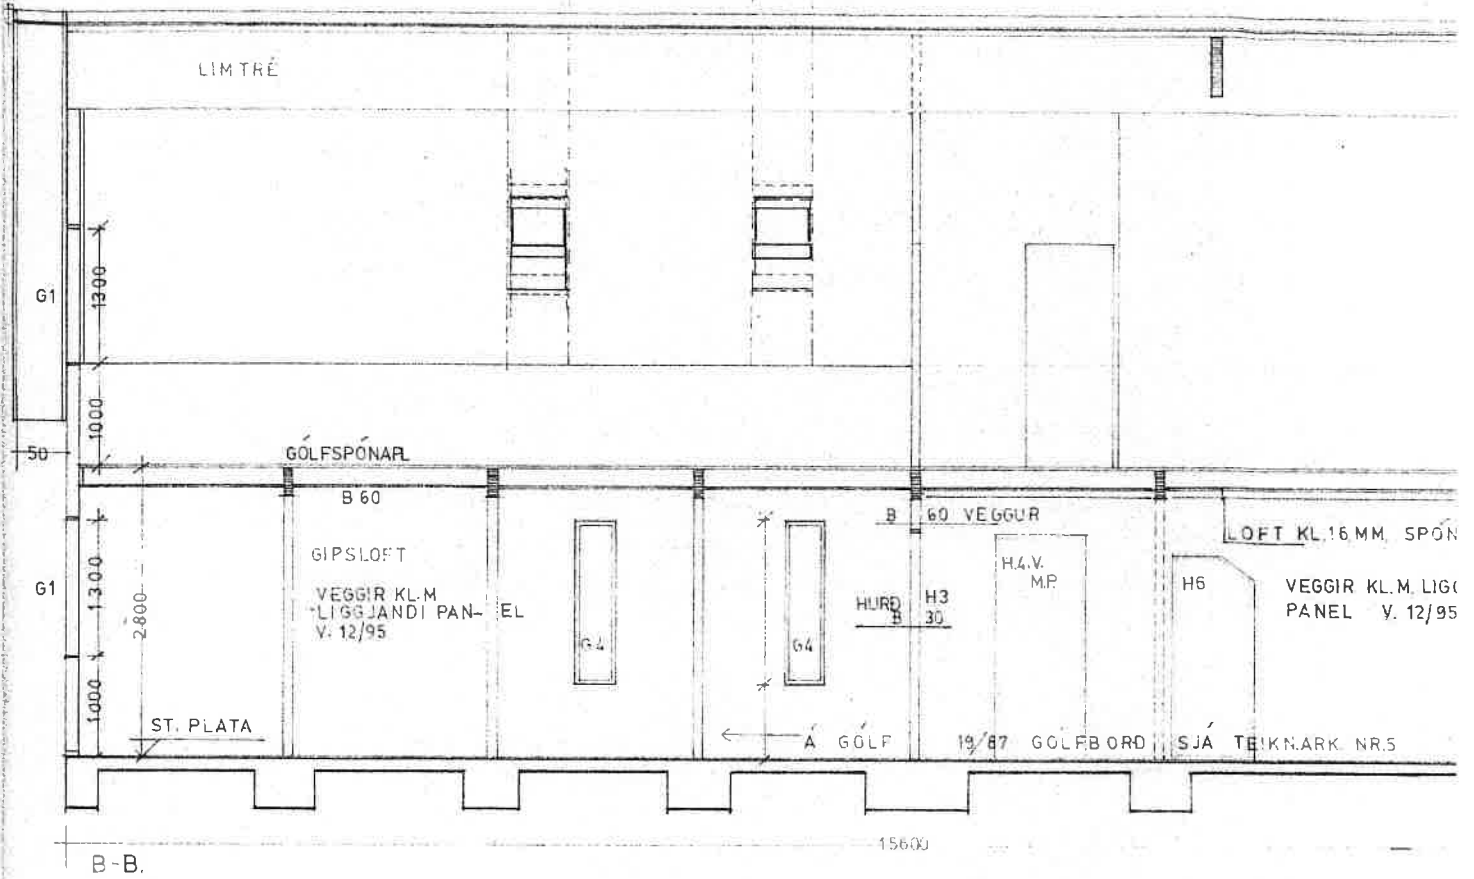 LIMTRÉ
G1
1300
1000
50
GÓLFSPÓNAPL
B 60
B 60 VEGGUR
LOFT KL.16 MM. SPÓN
GIPSLOFT
VEGGIR KL.M
LIGGJANDI PAN- EL
V. 12/95
G1
1300
2800
1000
G4
G4
HURÐ H3
B 30
H.4.V.
M.P.
H6
VEGGIR KL.M. LIGG
PANEL V. 12/95
ST. PLATA
Á GÓLF 19/87 GÓLFBORÐ SJÁ TEIKN.ARK NR.5
15600
B-B.